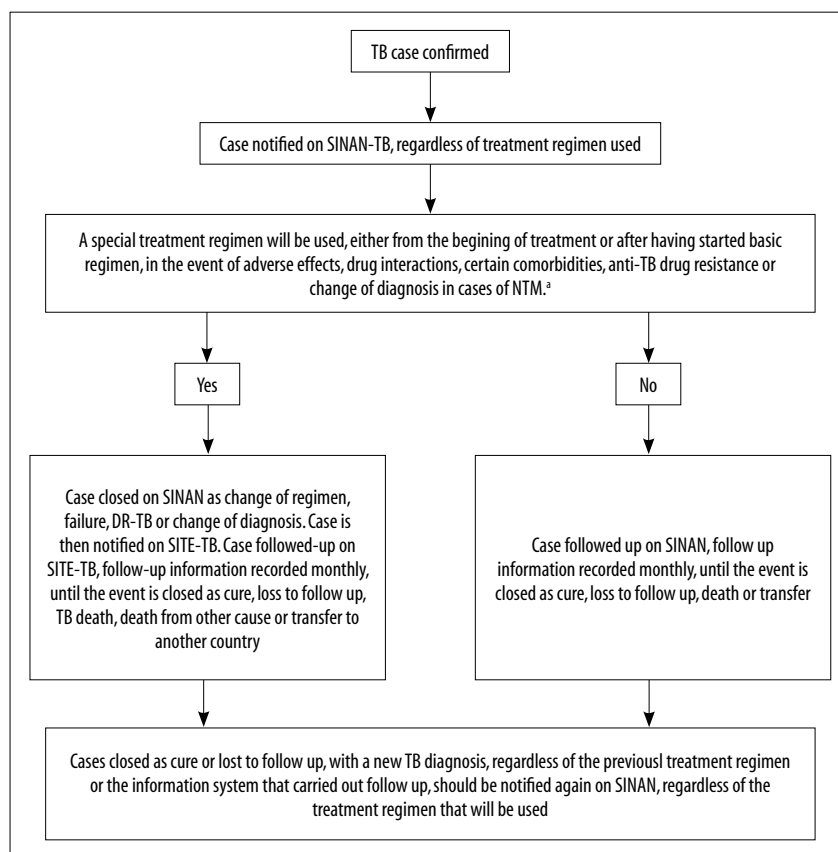 TB case confirmed
Case notified on SINAN-TB, regardless of treatment regimen used
A special treatment regimen will be used, either from the begining of treatment or after having started basic
regimen, in the event of adverse effects, drug interactions, certain comorbidities, anti-TB drug resistance or
change of diagnosis in cases of NTM.ᵃ
Yes
No
Case closed on SINAN as change of regimen,
failure, DR-TB or change of diagnosis. Case is
then notified on SITE-TB. Case followed-up on
SITE-TB, follow-up information recorded monthly,
until the event is closed as cure, loss to follow up,
TB death, death from other cause or transfer to
another country
Case followed up on SINAN, follow up
information recorded monthly, until the event is
closed as cure, loss to follow up, death or transfer
Cases closed as cure or lost to follow up, with a new TB diagnosis, regardless of the previousl treatment regimen
or the information system that carried out follow up, should be notified again on SINAN, regardless of the
treatment regimen that will be used